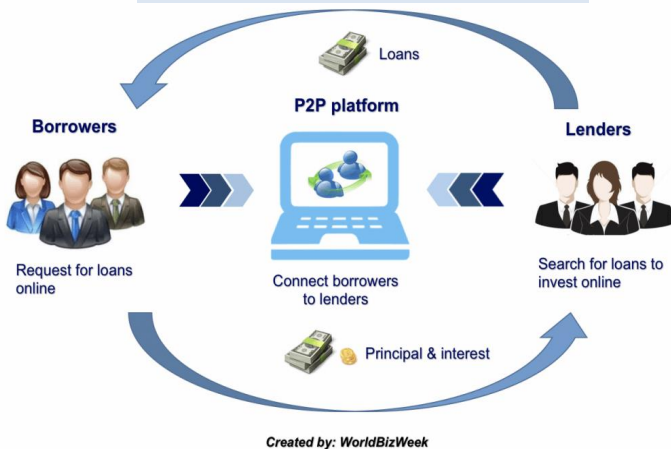 Loans
P2P platform
Borrowers
Lenders
Request for loans
online
Connect borrowers
to lenders
Search for loans to
invest online
Principal & interest
Created by: WorldBizWeek